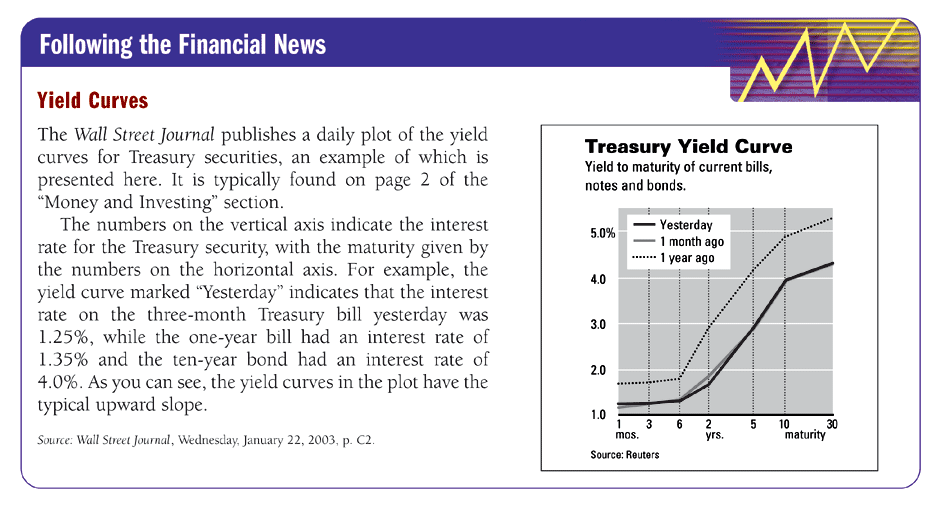 Following the Financial News
Yield Curves
The Wall Street Journal publishes a daily plot of the yield
curves for Treasury securities, an example of which is
presented here. It is typically found on page 2 of the
“Money and Investing” section.
The numbers on the vertical axis indicate the interest
rate for the Treasury security, with the maturity given by
the numbers on the horizontal axis. For example, the
yield curve marked “Yesterday” indicates that the interest
rate on the three-month Treasury bill yesterday was
1.25%, while the one-year bill had an interest rate of
1.35% and the ten-year bond had an interest rate of
4.0%. As you can see, the yield curves in the plot have the
typical upward slope.
Source: Wall Street Journal, Wednesday, January 22, 2003, p. C2.
Treasury Yield Curve
Yield to maturity of current bills,
notes and bonds.
Yesterday
1 month ago
1 year ago
5.0%
4.0
3.0
2.0
1.0
1 3 6 2 5 10 30
mos. yrs. maturity
Source: Reuters